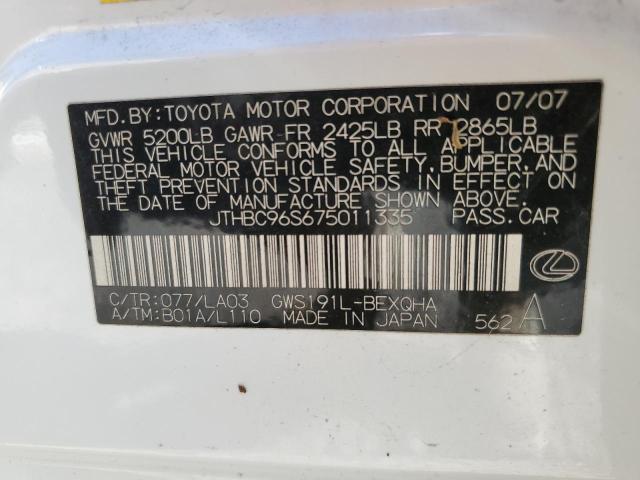 MFD.BY:TOYOTA MOTOR CORPORATION 07/07
GVWR 5200LB GAWR-FR 2425LB RR 2865LB
THIS VEHICLE CONFORMS TO ALL APPLICABLE
FEDERAL MOTOR VEHICLE SAFETY,BUMPER,AND
THEFT PREVENTION STANDARDS IN EFFECT ON
THE DATE OF MANUFACTURE SHOWN ABOVE.
JTHBC96S675011335 PASS.CAR
C/TR:077/LA03 GWS191L-BEXQHA
A/TM:B01A/L110 MADE IN JAPAN 562 A